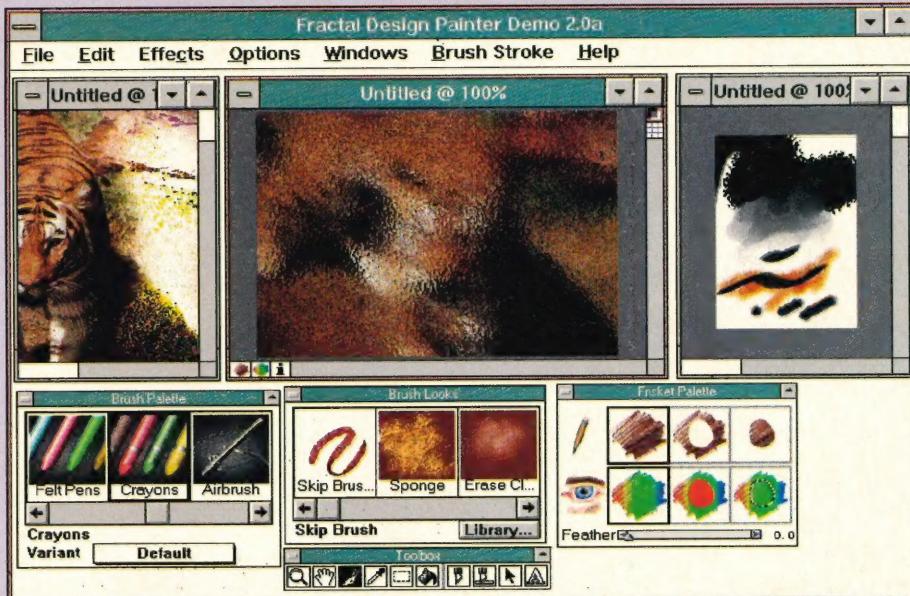 Fractal Design Painter Demo 2.0a
File Edit Effects Options Windows Brush Stroke Help
Untitled @ 1
Untitled @ 100%
Untitled @ 100%
Brush Palette
Felt Pens Crayons Airbrush
Crayons
Variant Default
Brush Looks
Skip Brus... Sponge Erase Cl...
Skip Brush Library...
Frisket Palette
Feather 0.0
Toolbox